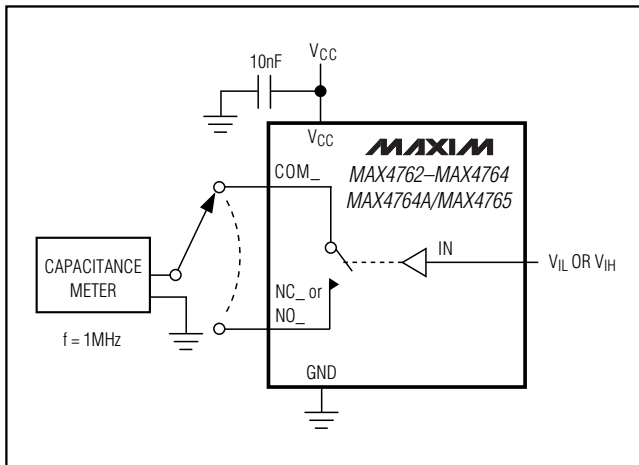 10nF
VCC
VCC
MAXIM
COM_
MAX4762–MAX4764
MAX4764A/MAX4765
IN
VIL OR VIH
CAPACITANCE
METER
NC_ or
NO_
f = 1MHz
GND